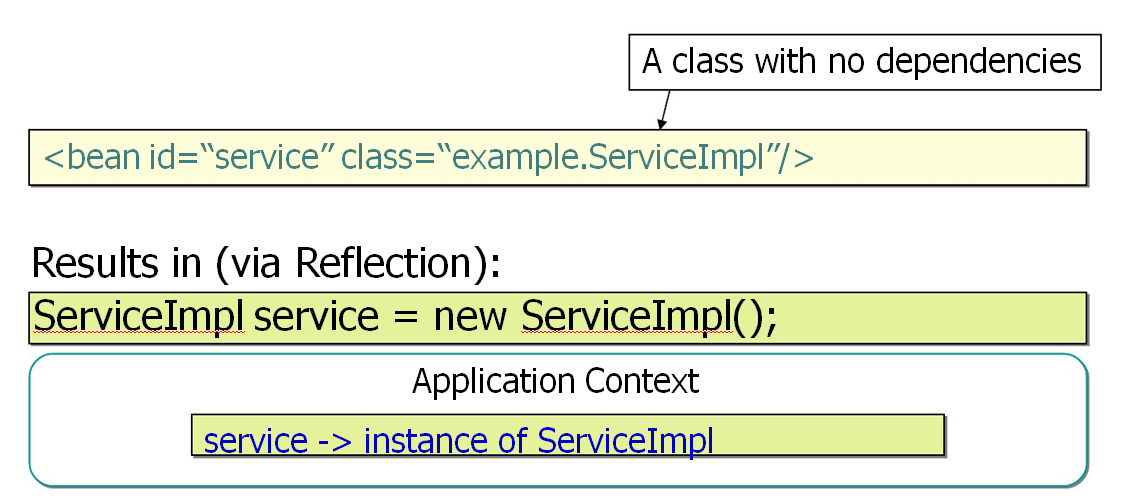 A class with no dependencies
<bean id=“service” class=“example.ServiceImpl”/>
Results in (via Reflection):
ServiceImpl service = new ServiceImpl();
Application Context
service -> instance of ServiceImpl